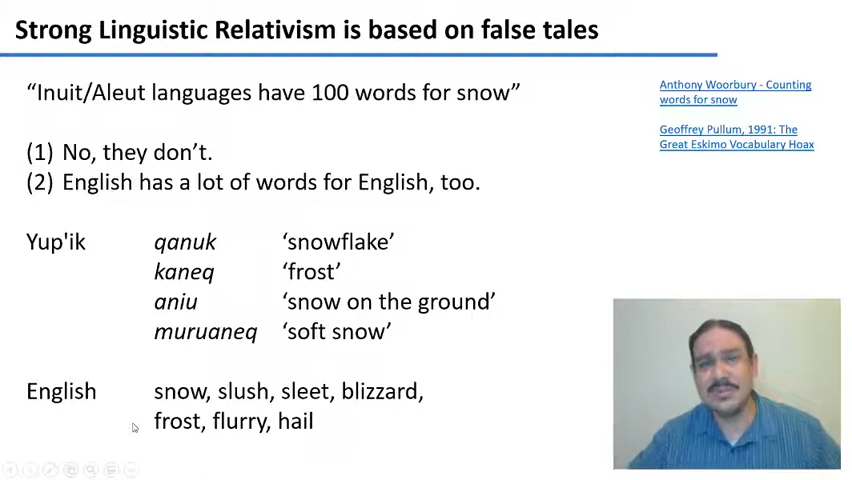 Strong Linguistic Relativism is based on false tales
“Inuit/Aleut languages have 100 words for snow”
(1) No, they don’t.
(2) English has a lot of words for English, too.
Yup'ik qanuk ‘snowflake’
kaneq ‘frost’
aniu ‘snow on the ground’
muruaneq ‘soft snow’
English snow, slush, sleet, blizzard,
frost, flurry, hail
Anthony Woorbury - Counting
words for snow
Geoffrey Pullum, 1991: The
Great Eskimo Vocabulary Hoax